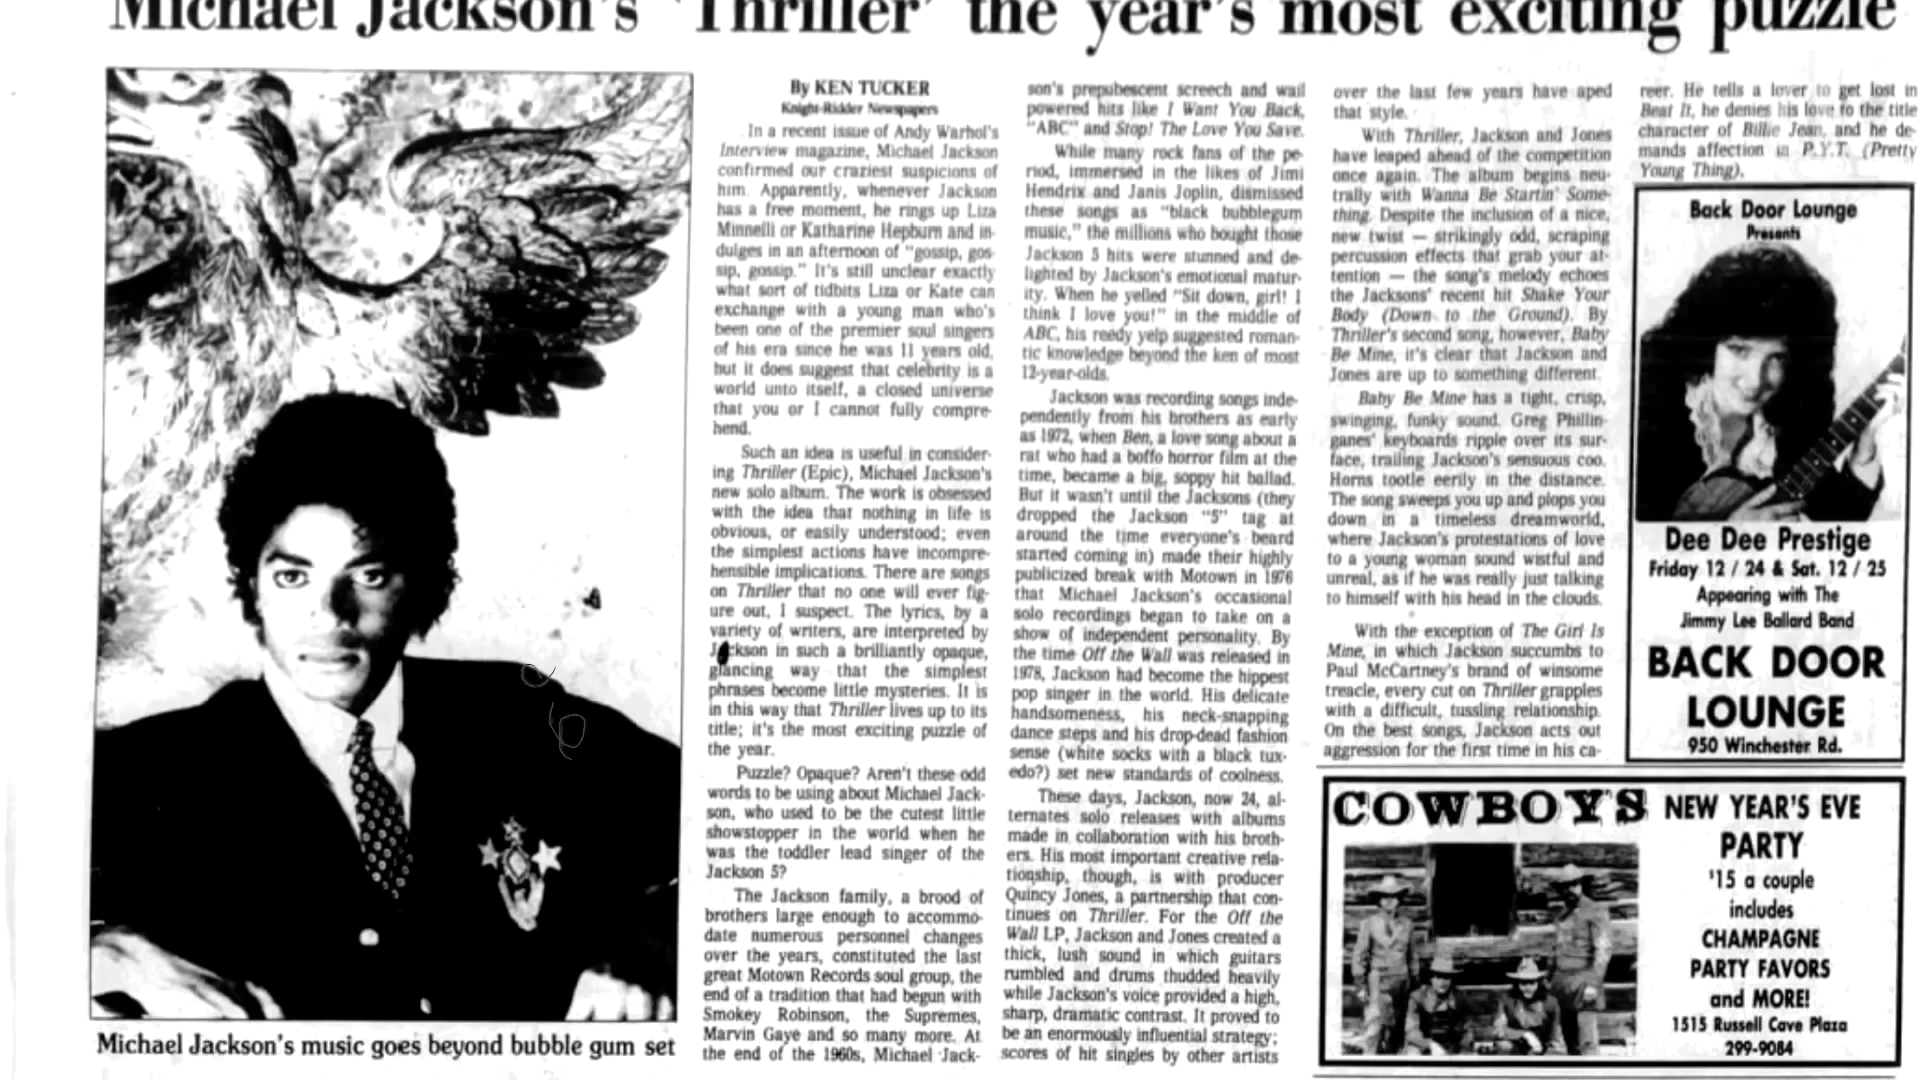 Michael Jackson's 'Thriller' the year's most exciting puzzle
Michael Jackson's music goes beyond bubble gum set
By KEN TUCKER
Knight-Ridder Newspapers
In a recent issue of Andy Warhol's
Interview magazine, Michael Jackson
confirmed our craziest suspicions of
him. Apparently, whenever Jackson
has a free moment, he rings up Liza
Minnelli or Katharine Hepburn and in-
dulges in an afternoon of "gossip, gos-
sip, gossip." It's still unclear exactly
what sort of tidbits Liza or Kate can
exchange with a young man who's
been one of the premier soul singers
of his era since he was 11 years old,
but it does suggest that celebrity is a
world unto itself, a closed universe
that you or I cannot fully compre-
hend.
Such an idea is useful in consider-
ing Thriller (Epic), Michael Jackson's
new solo album. The work is obsessed
with the idea that nothing in life is
obvious, or easily understood; even
the simplest actions have incompre-
hensible implications. There are songs
on Thriller that no one will ever fig-
ure out, I suspect. The lyrics, by a
variety of writers, are interpreted by
Jackson in such a brilliantly opaque,
glancing way that the simplest
phrases become little mysteries. It is
in this way that Thriller lives up to its
title; it's the most exciting puzzle of
the year.
Puzzle? Opaque? Aren't these odd
words to be using about Michael Jack-
son, who used to be the cutest little
showstopper in the world when he
was the toddler lead singer of the
Jackson 5?
The Jackson family, a brood of
brothers large enough to accommo-
date numerous personnel changes
over the years, constituted the last
great Motown Records soul group, the
end of a tradition that had begun with
Smokey Robinson, the Supremes,
Marvin Gaye and so many more. At
the end of the 1960s, Michael Jack-
son's prepubescent screech and wail
powered hits like I Want You Back,
"ABC" and Stop! The Love You Save.
While many rock fans of the pe-
riod, immersed in the likes of Jimi
Hendrix and Janis Joplin, dismissed
these songs as "black bubblegum
music," the millions who bought those
Jackson 5 hits were stunned and de-
lighted by Jackson's emotional matur-
ity. When he yelled "Sit down, girl! I
think I love you!" in the middle of
ABC, his reedy yelp suggested roman-
tic knowledge beyond the ken of most
12-year-olds.
Jackson was recording songs inde-
pendently from his brothers as early
as 1972, when Ben, a love song about a
rat who had a boffo horror film at the
time, became a big, soppy hit ballad.
But it wasn't until the Jacksons (they
dropped the Jackson "5" tag at
around the time everyone's beard
started coming in) made their highly
publicized break with Motown in 1976
that Michael Jackson's occasional
solo recordings began to take on a
show of independent personality. By
the time Off the Wall was released in
1978, Jackson had become the hippest
pop singer in the world. His delicate
handsomeness, his neck-snapping
dance steps and his drop-dead fashion
sense (white socks with a black tux-
edo?) set new standards of coolness.
These days, Jackson, now 24, al-
ternates solo releases with albums
made in collaboration with his broth-
ers. His most important creative rela-
tionship, though, is with producer
Quincy Jones, a partnership that con-
tinues on Thriller. For the Off the
Wall LP, Jackson and Jones created a
thick, lush sound in which guitars
rumbled and drums thudded heavily
while Jackson's voice provided a high,
sharp, dramatic contrast. It proved to
be an enormously influential strategy;
scores of hit singles by other artists
over the last few years have aped
that style.
With Thriller, Jackson and Jones
have leaped ahead of the competition
once again. The album begins neu-
trally with Wanna Be Startin' Some-
thing. Despite the inclusion of a nice,
new twist — strikingly odd, scraping
percussion effects that grab your at-
tention — the song's melody echoes
the Jacksons' recent hit Shake Your
Body (Down to the Ground). By
Thriller's second song, however, Baby
Be Mine, it's clear that Jackson and
Jones are up to something different.
Baby Be Mine has a tight, crisp,
swinging, funky sound. Greg Phillin-
ganes' keyboards ripple over its sur-
face, trailing Jackson's sensuous coo.
Horns tootle eerily in the distance.
The song sweeps you up and plops you
down in a timeless dreamworld,
where Jackson's protestations of love
to a young woman sound wistful and
unreal, as if he was really just talking
to himself with his head in the clouds.
With the exception of The Girl Is
Mine, in which Jackson succumbs to
Paul McCartney's brand of winsome
treacle, every cut on Thriller grapples
with a difficult, tussling relationship.
On the best songs, Jackson acts out
aggression for the first time in his ca-
reer. He tells a lover to get lost in
Beat It, he denies his love to the title
character of Billie Jean, and he de-
mands affection in P.Y.T. (Pretty
Young Thing).
Back Door Lounge
Presents
Dee Dee Prestige
Friday 12 / 24 & Sat. 12 / 25
Appearing with The
Jimmy Lee Ballard Band
BACK DOOR
LOUNGE
950 Winchester Rd.
COWBOYS
NEW YEAR'S EVE
PARTY
'15 a couple
includes
CHAMPAGNE
PARTY FAVORS
and MORE!
1515 Russell Cave Plaza
299-9084